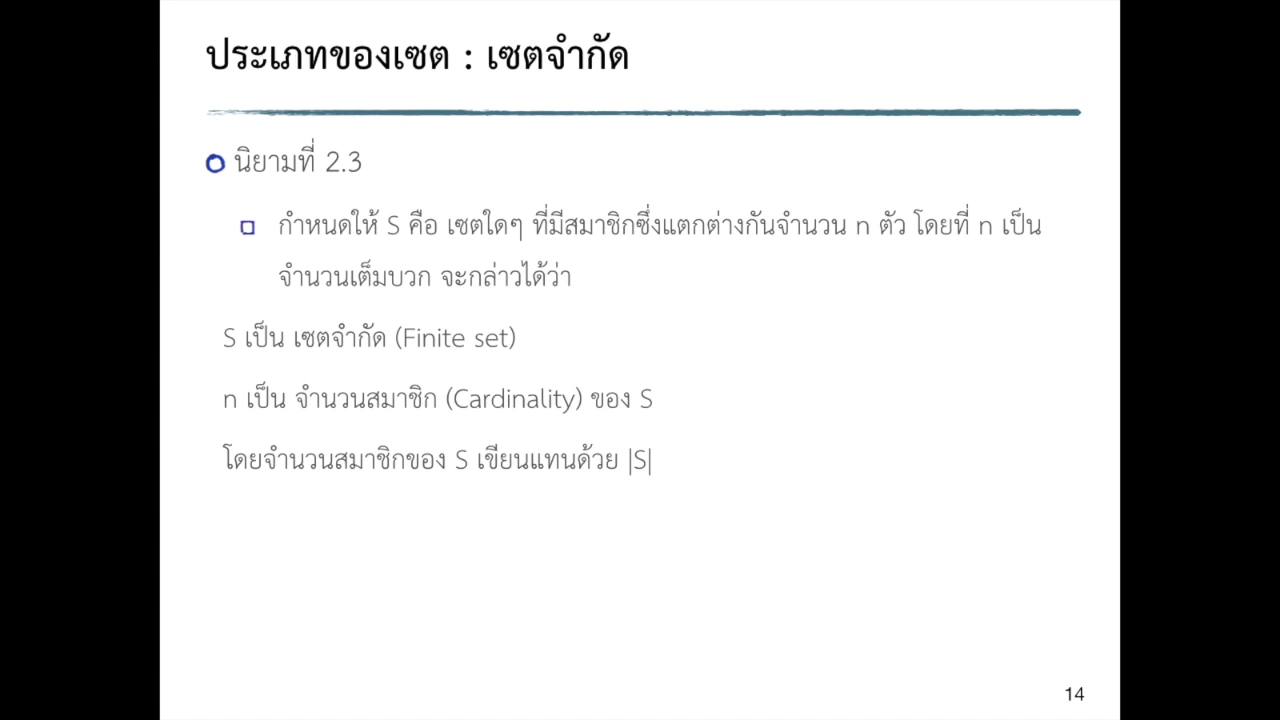 ประเภทของเซต : เซตจำกัด
นิยามที่ 2.3
กำหนดให้ S คือ เซตใดๆ ที่มีสมาชิกซึ่งแตกต่างกันจำนวน n ตัว โดยที่ n เป็น
จำนวนเต็มบวก จะกล่าวได้ว่า
S เป็น เซตจำกัด (Finite set)
n เป็น จำนวนสมาชิก (Cardinality) ของ S
โดยจำนวนสมาชิกของ S เขียนแทนด้วย |S|
14